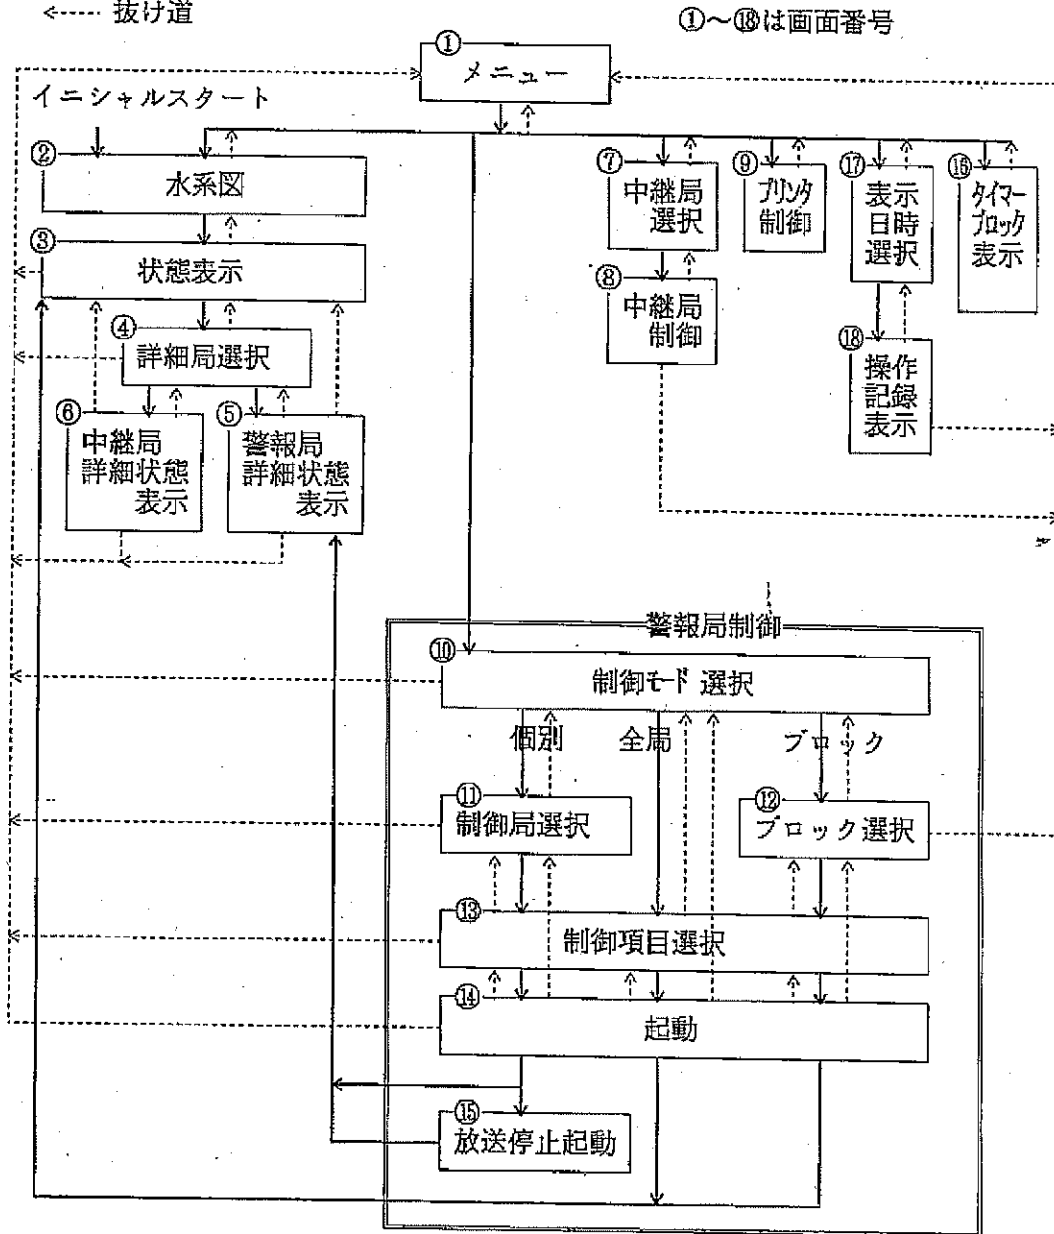 抜け道
①〜⑱は画面番号
①
メニュー
イニシャルスタート
②
水系図
③
状態表示
④
詳細局選択
⑥
中継局
詳細状態
表示
⑤
警報局
詳細状態
表示
⑦
中継局
選択
⑧
中継局
制御
⑨
プリンタ
制御
⑰
表示
日時
選択
⑱
操作
記録
表示
⑯
タイマー
ブロック
表示
警報局制御
⑩
制御モード選択
個別
全局
ブロック
⑪
制御局選択
⑫
ブロック選択
⑬
制御項目選択
⑭
起動
⑮
放送停止起動